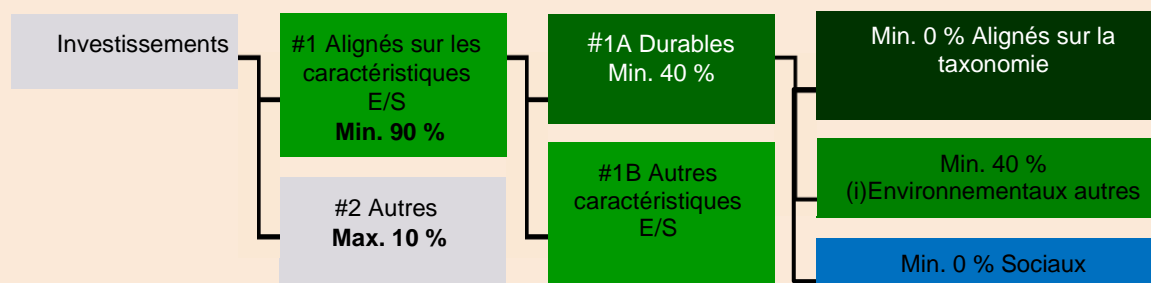 Investissements
#1 Alignés sur les
caractéristiques
E/S
Min. 90 %
#2 Autres
Max. 10 %
#1A Durables
Min. 40 %
#1B Autres
caractéristiques
E/S
Min. 0 % Alignés sur la
taxonomie
Min. 40 %
(i)Environnementaux autres
Min. 0 % Sociaux